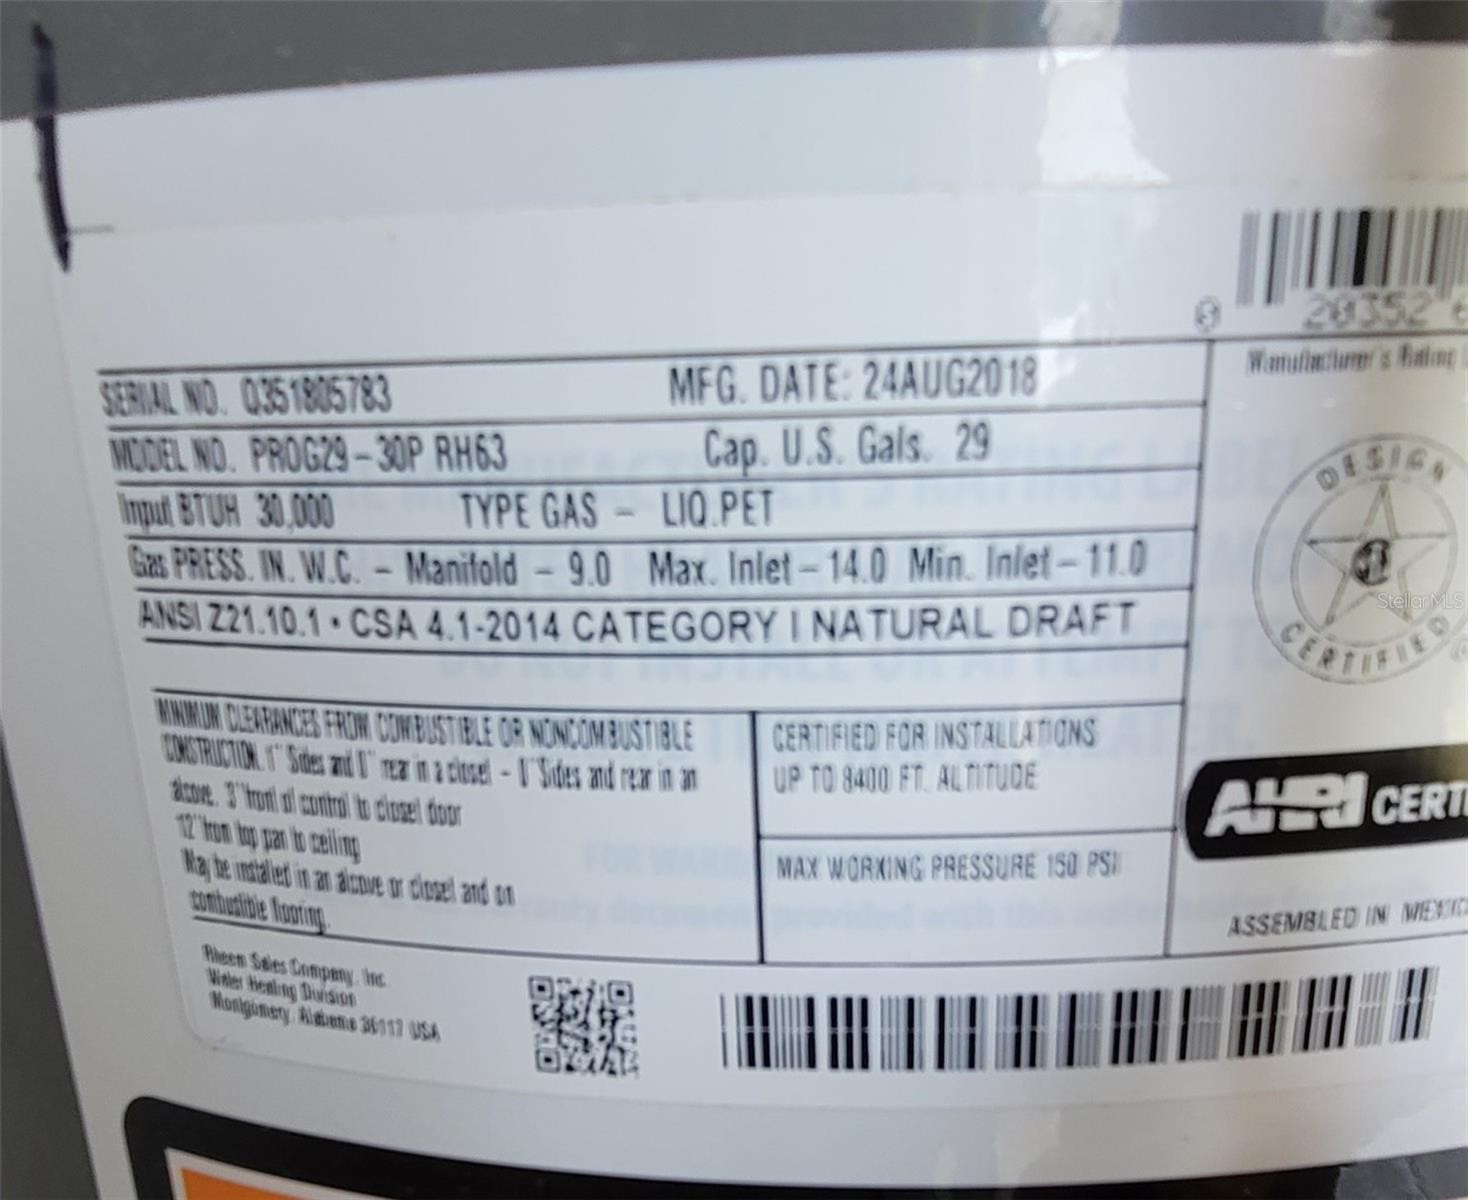 20352
SERIAL NO. Q351805783 MFG. DATE: 24AUG2018
Manufacturer's Rating
MODEL NO. PROG29-30P RH63 Cap. U.S. Gals. 29
Input BTUH 30,000 TYPE GAS - LIQ.PET
Gas PRESS. IN. W.C. - Manifold - 9.0 Max. Inlet-14.0 Min. Inlet-11.0
ANSI Z21.10.1 • CSA 4.1-2014 CATEGORY I NATURAL DRAFT
DESIGN
CERTIFIED
StellarMLS
MINIMUM CLEARANCES FROM COMBUSTIBLE OR NONCOMBUSTIBLE
CONSTRUCTION. 1" Sides and 0" rear in a closet - 0" Sides and rear in an
alcove. 3" front of control to closet door
12" from top pan to ceiling
May be installed in an alcove or closet and on
combustible flooring.
CERTIFIED FOR INSTALLATIONS
UP TO 8400 FT. ALTITUDE
MAX WORKING PRESSURE 150 PSI
AHRI CERTI
ASSEMBLED IN MEXICO
Rheem Sales Company, Inc.
Water Heating Division
Montgomery, Alabama 36117 USA